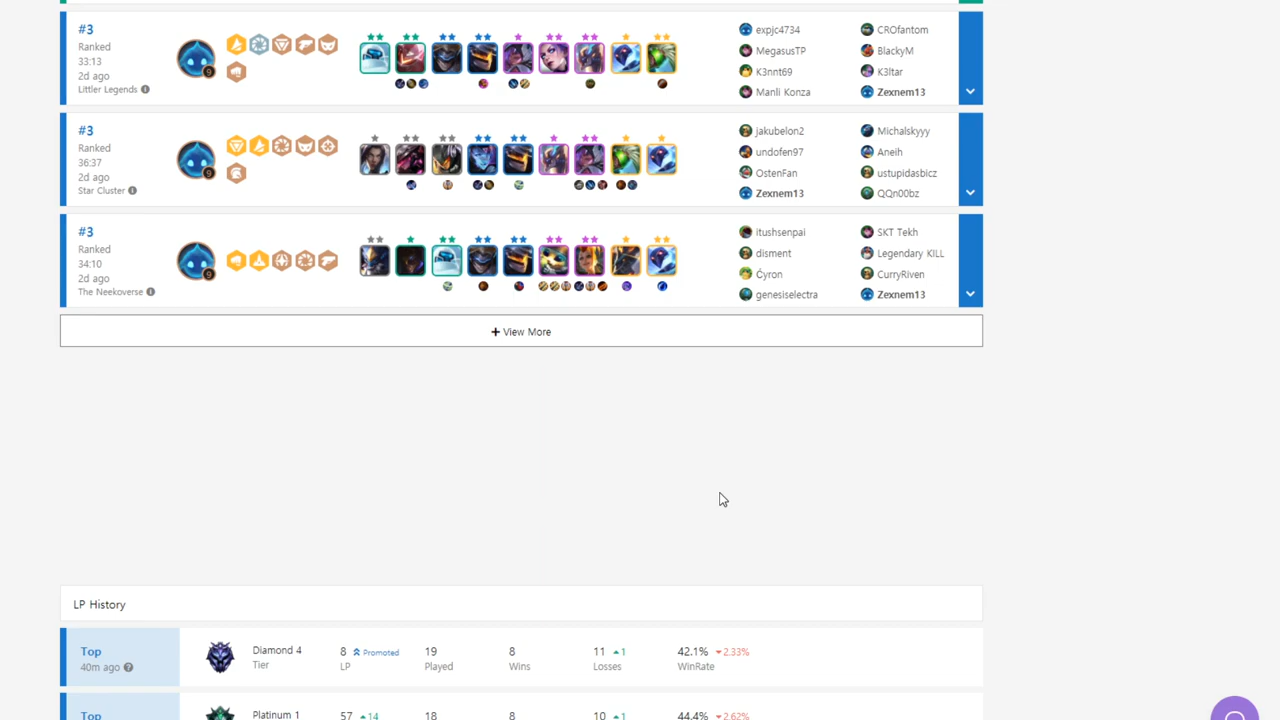 #3
Ranked
33:13
2d ago
Littler Legends
9
expjc4734
MegasusTP
K3nnt69
Manli Konza
CROfantom
BlackyM
K3ltar
Zexnem13
#3
Ranked
36:37
2d ago
Star Cluster
9
jakubelon2
undofen97
OstenFan
Zexnem13
Michalskyyy
Aneih
ustupidasbicz
QQn00bz
#3
Ranked
34:10
2d ago
The Neekoverse
9
itushsenpai
disment
Ćyron
genesiselectra
SKT Tekh
Legendary KILL
CurryRiven
Zexnem13
+ View More
LP History
Top
40m ago ?
Diamond 4
Tier
8 Promoted
LP
19
Played
8
Wins
11 1
Losses
42.1% 2.33%
WinRate
Top
Platinum 1
57 14
18
8
10 1
44.4% 2.62%